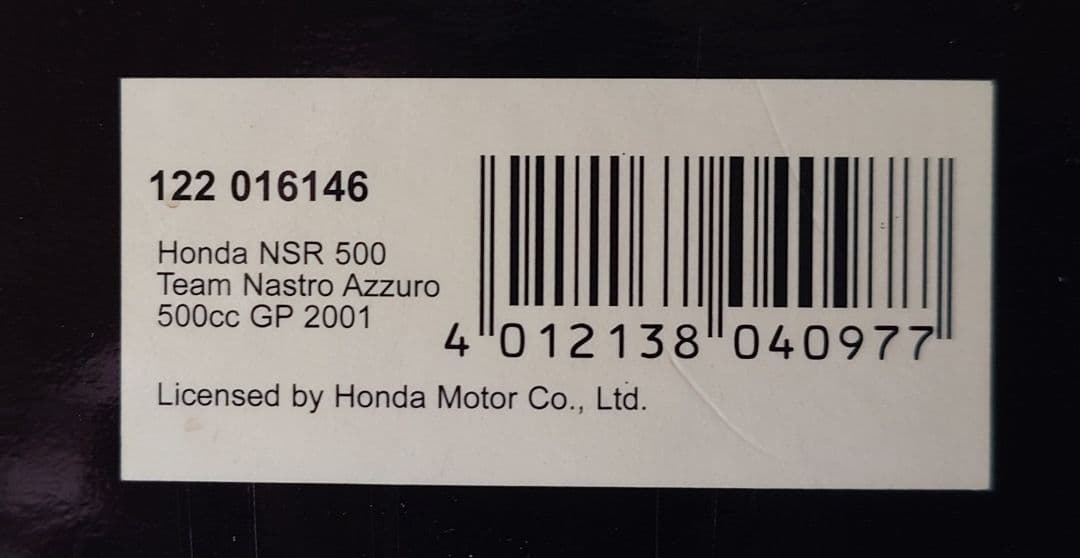 122 016146
Honda NSR 500
Team Nastro Azzuro
500cc GP 2001
4 012138 040977
Licensed by Honda Motor Co., Ltd.